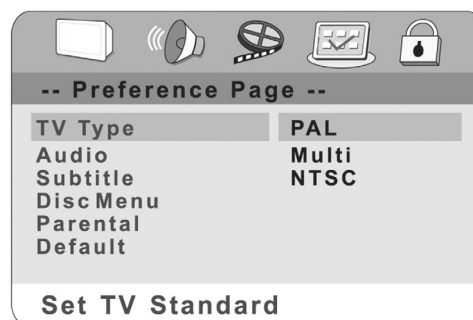 -- Preference Page --
TV Type PAL
Audio Multi
Subtitle NTSC
Disc Menu
Parental
Default
Set TV Standard